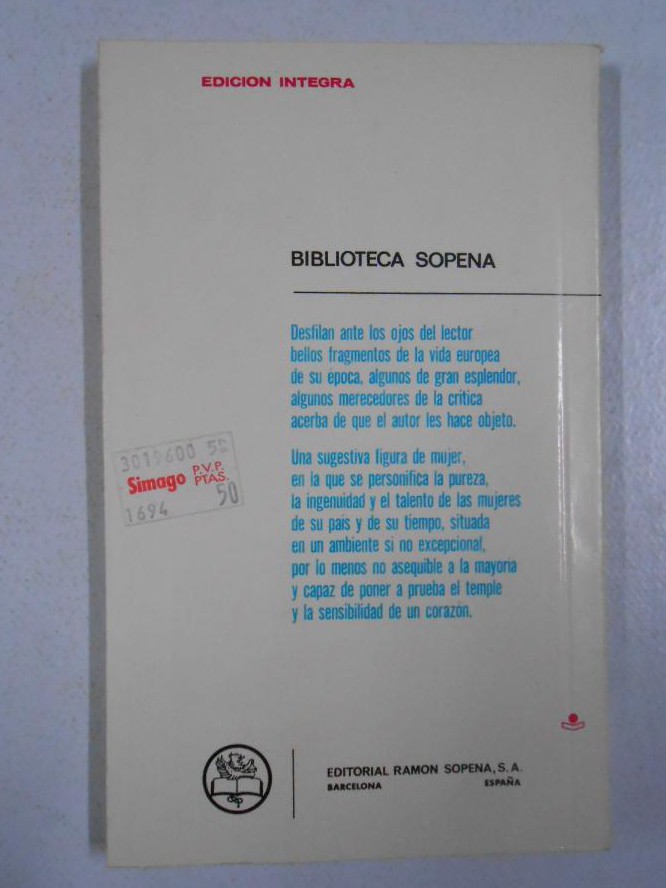 EDICION INTEGRA
BIBLIOTECA SOPENA
Desfilan ante los ojos del lector
bellos fragmentos de la vida europea
de su época, algunos de gran esplendor,
algunos merecedores de la crítica
acerba de que el autor les hace objeto.
Una sugestiva figura de mujer,
en la que se personifica la pureza,
la ingenuidad y el talento de las mujeres
de su país y de su tiempo, situada
en un ambiente si no excepcional,
por lo menos no asequible a la mayoría
y capaz de poner a prueba el temple
y la sensibilidad de un corazón.
3019600 50
Simago P.V.P.
PTAS. 50
1694
EDITORIAL RAMON SOPENA, S. A.
BARCELONA ESPAÑA